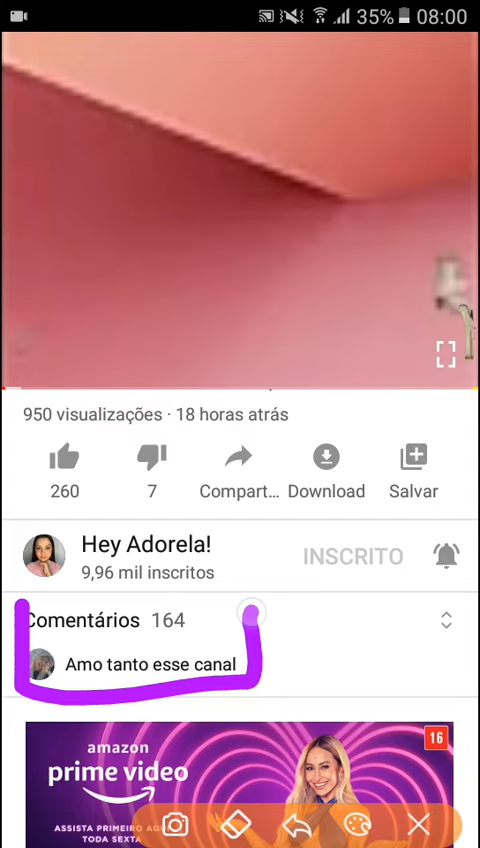 35% 08:00
950 visualizações · 18 horas atrás
260 7 Compart... Download Salvar
Hey Adorela! INSCRITO
9,96 mil inscritos
Comentários 164
Amo tanto esse canal
16
amazon
prime video
ASSISTA PRIMEIRO AQ
TODA SEXTA